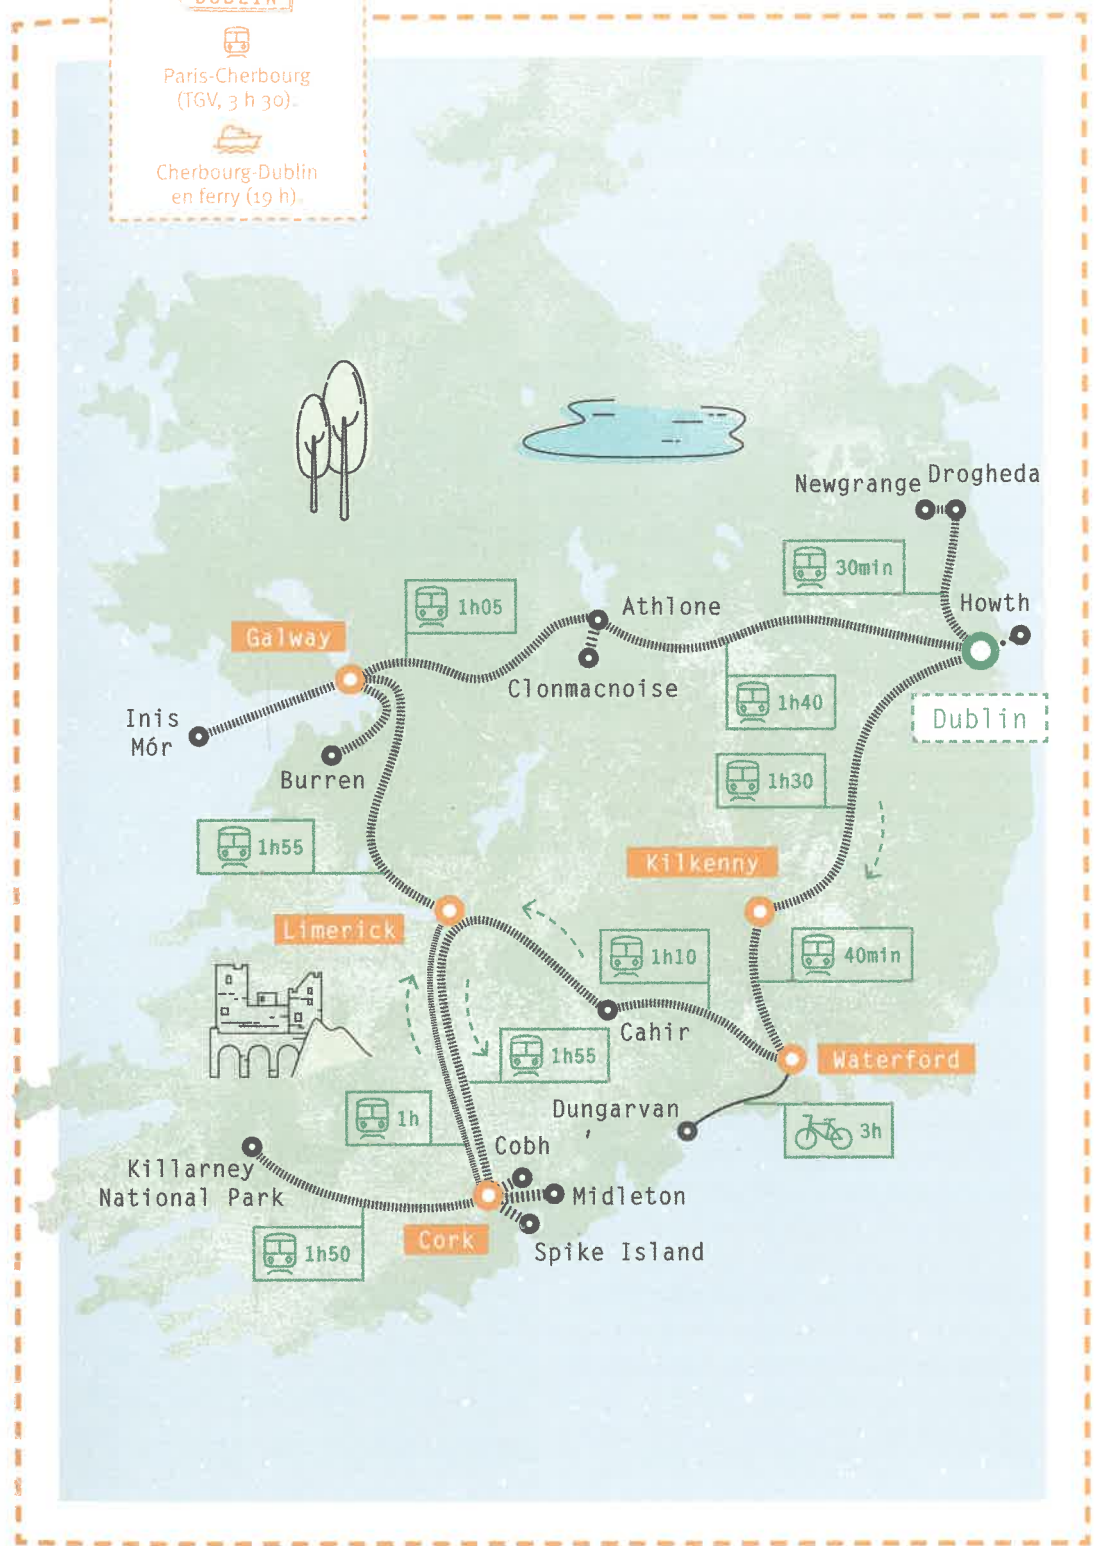 DUBLIN
Paris-Cherbourg
(TGV, 3 h 30).
Cherbourg-Dublin
en ferry (19 h).
Newgrange
Drogheda
30min
Howth
1h05
Athlone
Galway
Clonmacnoise
1h40
Dublin
Inis
Mór
Burren
1h30
1h55
Kilkenny
Limerick
1h10
40min
Cahir
1h55
Waterford
Dungarvan
3h
1h
Cobh
Killarney
National Park
Midleton
Cork
Spike Island
1h50